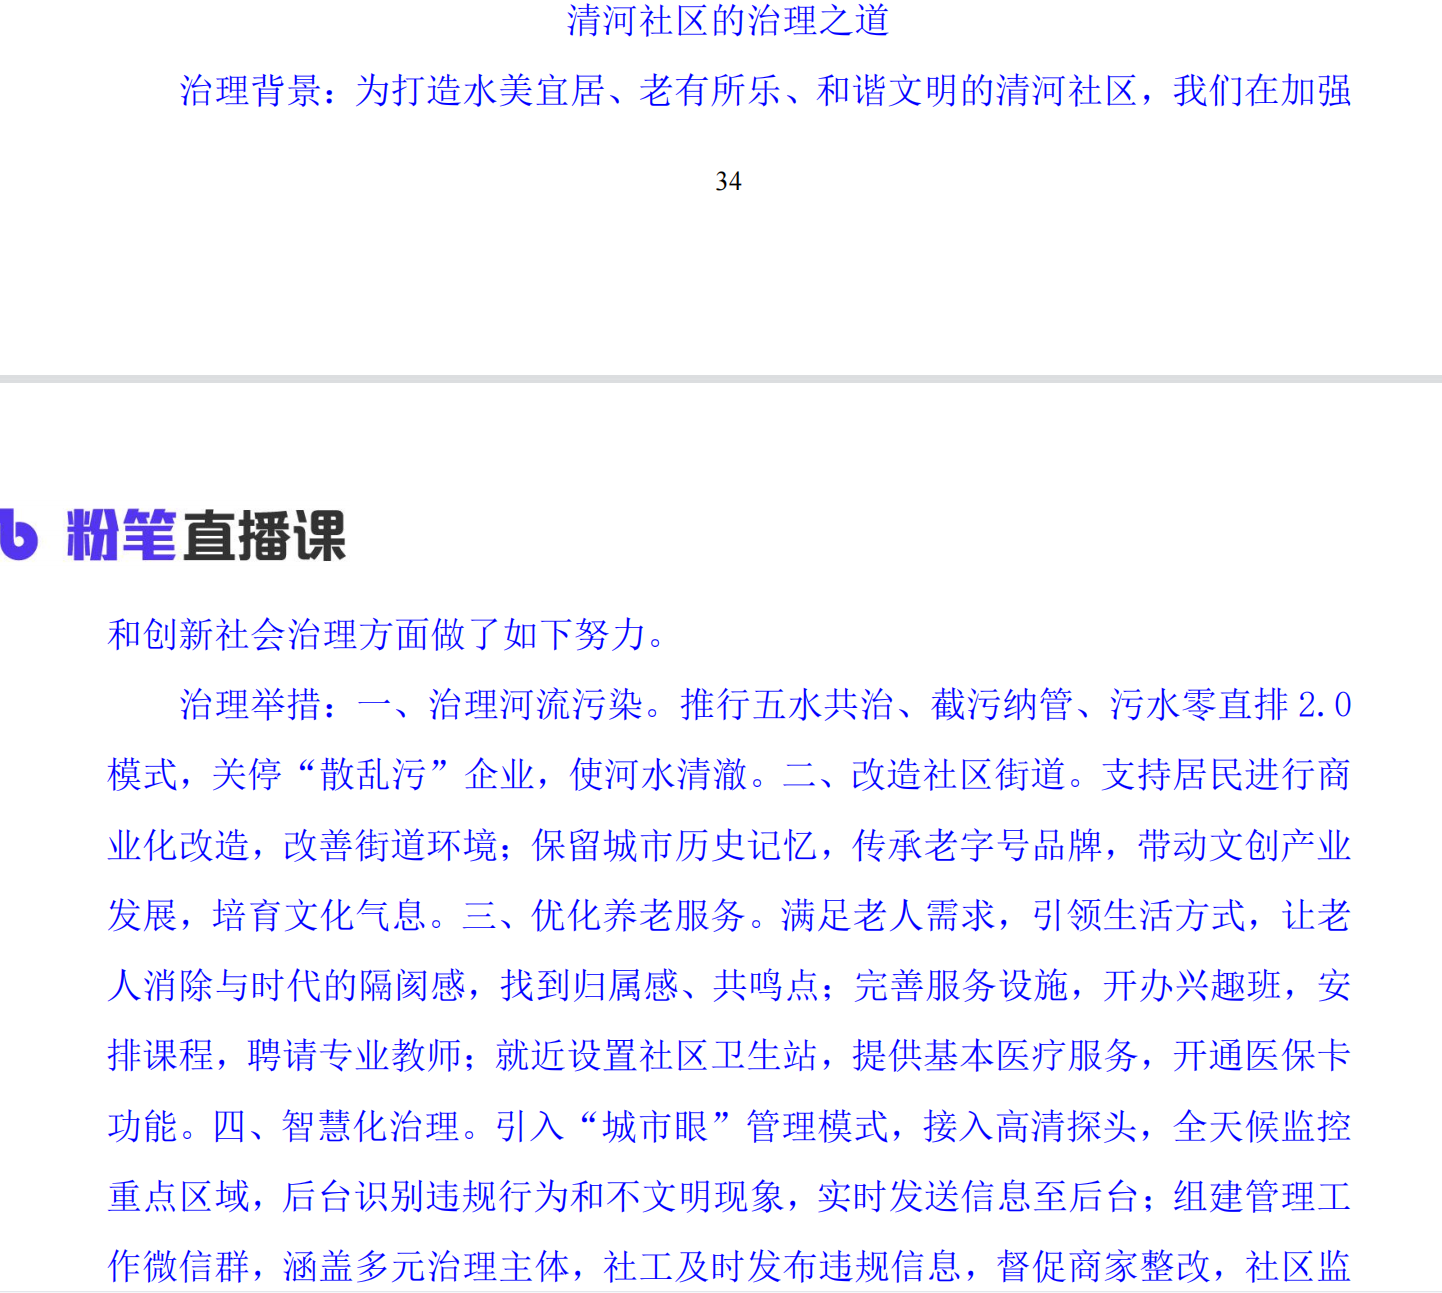 清河社区的治理之道
治理背景：为打造水美宜居、老有所乐、和谐文明的清河社区，我们在加强
34
粉笔直播课
和创新社会治理方面做了如下努力。
治理举措：一、治理河流污染。推行五水共治、截污纳管、污水零直排 2.0
模式，关停“散乱污”企业，使河水清澈。二、改造社区街道。支持居民进行商
业化改造，改善街道环境；保留城市历史记忆，传承老字号品牌，带动文创产业
发展，培育文化气息。三、优化养老服务。满足老人需求，引领生活方式，让老
人消除与时代的隔阂感，找到归属感、共鸣点；完善服务设施，开办兴趣班，安
排课程，聘请专业教师；就近设置社区卫生站，提供基本医疗服务，开通医保卡
功能。四、智慧化治理。引入“城市眼”管理模式，接入高清探头，全天候监控
重点区域，后台识别违规行为和不文明现象，实时发送信息至后台；组建管理工
作微信群，涵盖多元治理主体，社工及时发布违规信息，督促商家整改，社区监